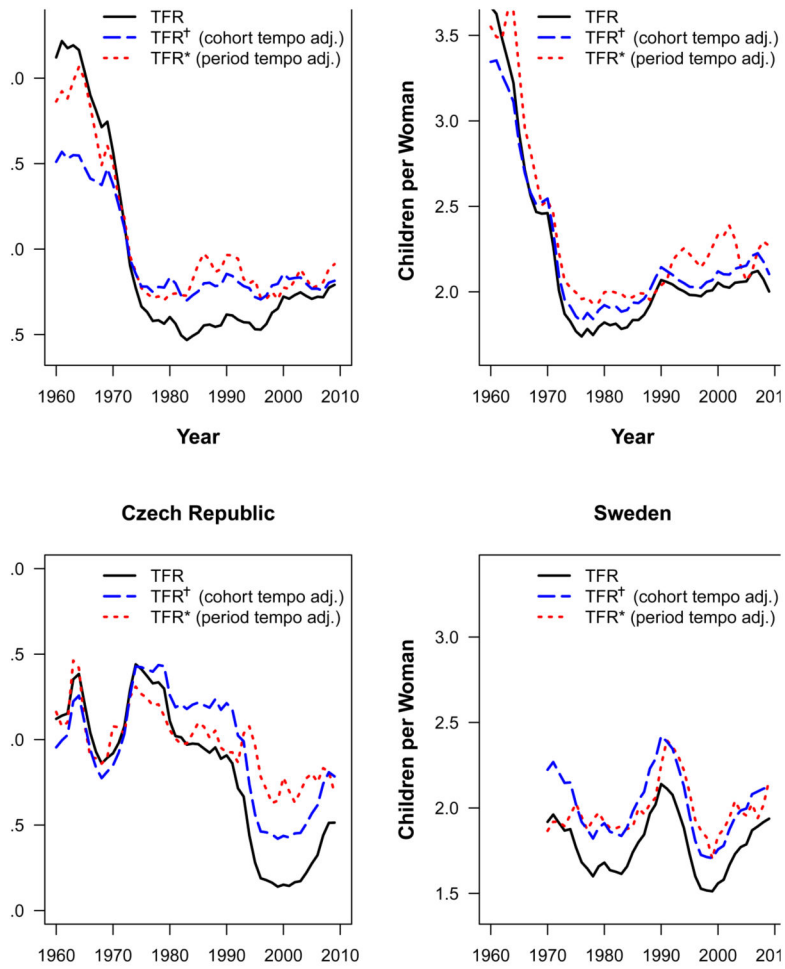 TFR
TFR† (cohort tempo adj.)
TFR* (period tempo adj.)
.0
.5
.0
.5
1960 1970 1980 1990 2000 2010
Year
TFR
TFR† (cohort tempo adj.)
TFR* (period tempo adj.)
Children per Woman
3.5
3.0
2.5
2.0
1960 1970 1980 1990 2000 201
Year
Czech Republic
TFR
TFR† (cohort tempo adj.)
TFR* (period tempo adj.)
.0
.5
.0
.5
.0
1960 1970 1980 1990 2000 2010
Sweden
TFR
TFR† (cohort tempo adj.)
TFR* (period tempo adj.)
Children per Woman
3.0
2.5
2.0
1.5
1960 1970 1980 1990 2000 201